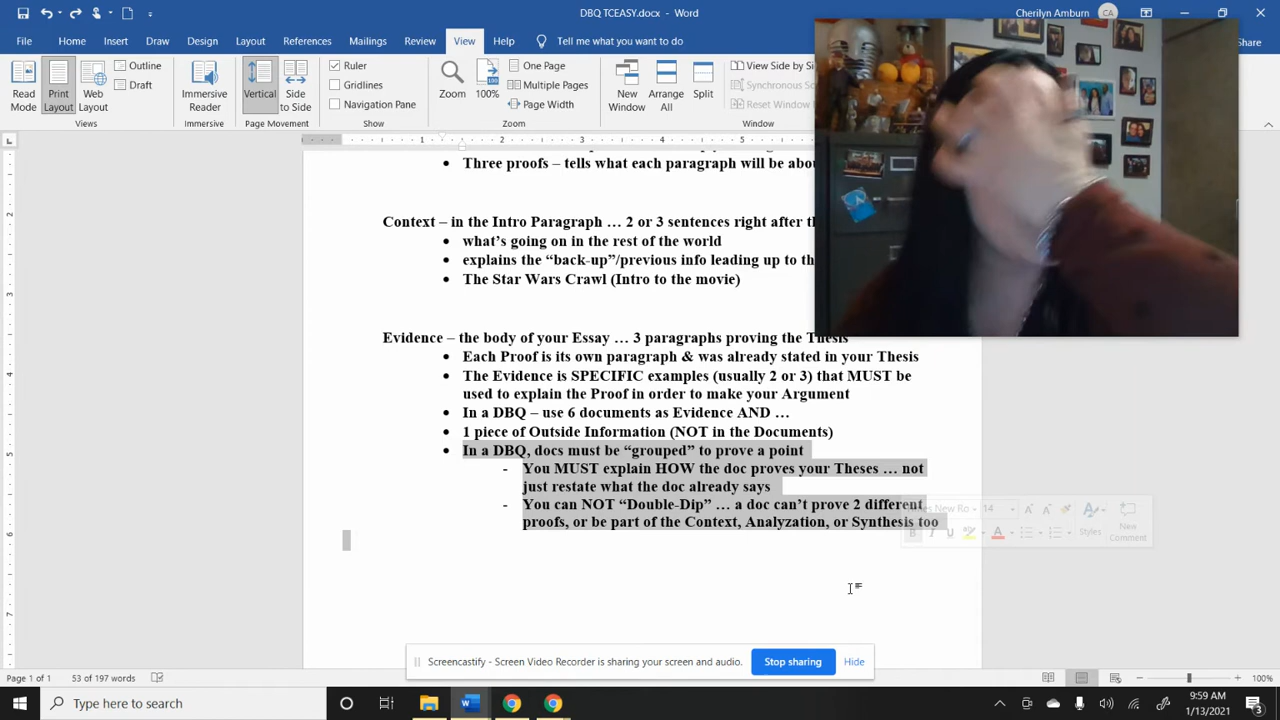 DBQ TCEASY.docx - Word
Cherilyn Amburn
CA
File Home Insert Draw Design Layout References Mailings Review View Help Tell me what you want to do Share
Read Mode
Print Layout
Web Layout
Outline
Draft
Views
Immersive Reader
Immersive
Vertical
Side to Side
Page Movement
Ruler
Gridlines
Navigation Pane
Show
Zoom
100%
One Page
Multiple Pages
Page Width
Zoom
New Window
Arrange All
Split
View Side by Si
Synchronous S
Reset Window
Window
• Three proofs – tells what each paragraph will be abou
Context – in the Intro Paragraph … 2 or 3 sentences right after th
• what’s going on in the rest of the world
• explains the “back-up”/previous info leading up to th
• The Star Wars Crawl (Intro to the movie)
Evidence – the body of your Essay … 3 paragraphs proving the Thesis
• Each Proof is its own paragraph & was already stated in your Thesis
• The Evidence is SPECIFIC examples (usually 2 or 3) that MUST be
used to explain the Proof in order to make your Argument
• In a DBQ – use 6 documents as Evidence AND …
• 1 piece of Outside Information (NOT in the Documents)
• In a DBQ, docs must be “grouped” to prove a point
- You MUST explain HOW the doc proves your Theses … not
just restate what the doc already says
- You can NOT “Double-Dip” … a doc can’t prove 2 different
proofs, or be part of the Context, Analyzation, or Synthesis too
14
Styles
New Comment
Screencastify - Screen Video Recorder is sharing your screen and audio.
Stop sharing
Hide
Page 1 of 1 53 of 197 words
100%
Type here to search
9:59 AM
1/13/2021
3